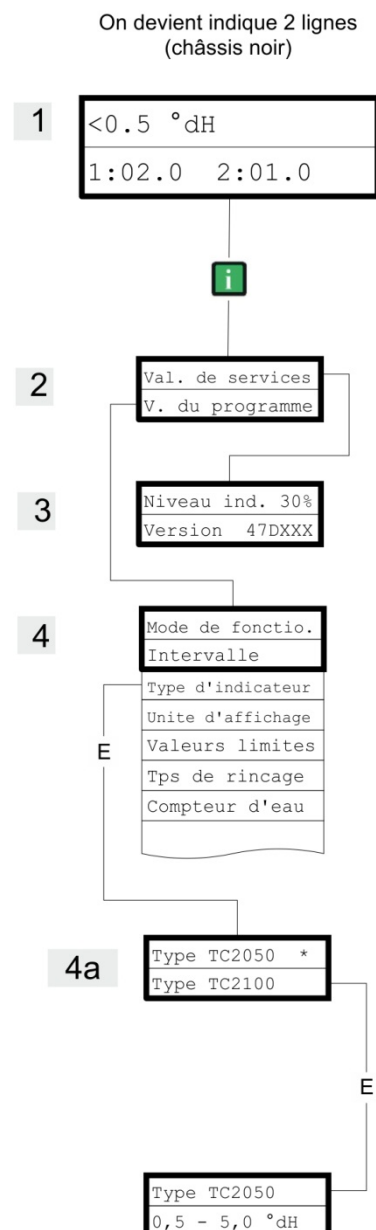 On devient indique 2 lignes
(châssis noir)
1
<0.5 °dH
1:02.0 2:01.0
i
2
Val. de services
V. du programme
3
Niveau ind. 30%
Version 47DXXX
4
Mode de fonctio.
Intervalle
Type d'indicateur
Unite d'affichage
E
Valeurs limites
Tps de rincage
Compteur d'eau
4a
Type TC2050 *
Type TC2100
E
Type TC2050
0,5 - 5,0 °dH